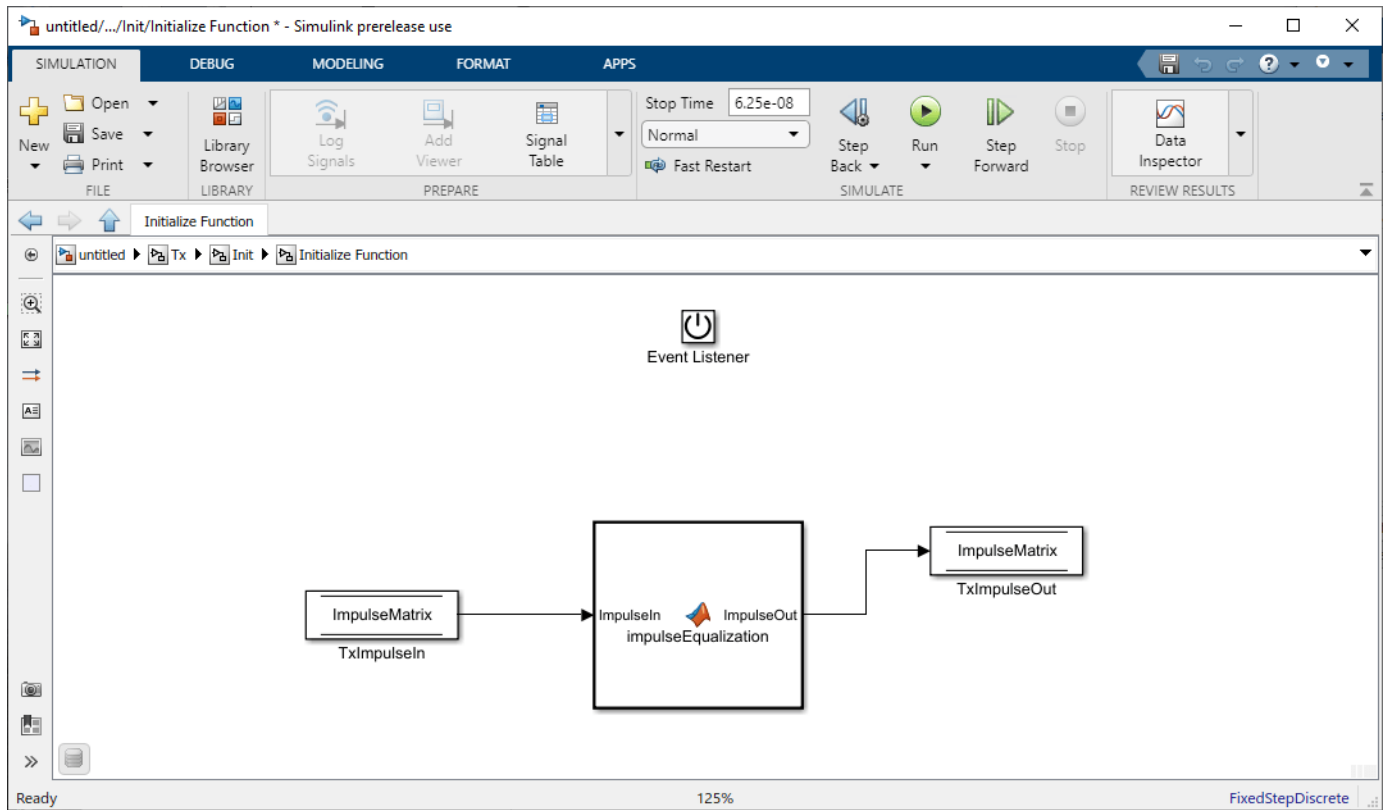 untitled/.../Init/Initialize Function * - Simulink prerelease use
SIMULATION DEBUG MODELING FORMAT APPS
New
Open
Save
Print
FILE
Library
Browser
LIBRARY
Log
Signals
Add
Viewer
Signal
Table
PREPARE
Stop Time 6.25e-08
Normal
Fast Restart
Step
Back
Run
Step
Forward
Stop
SIMULATE
Data
Inspector
REVIEW RESULTS
Initialize Function
untitled Tx Init Initialize Function
Event Listener
ImpulseMatrix
TxImpulseIn
ImpulseIn ImpulseOut
impulseEqualization
ImpulseMatrix
TxImpulseOut
Ready 125% FixedStepDiscrete